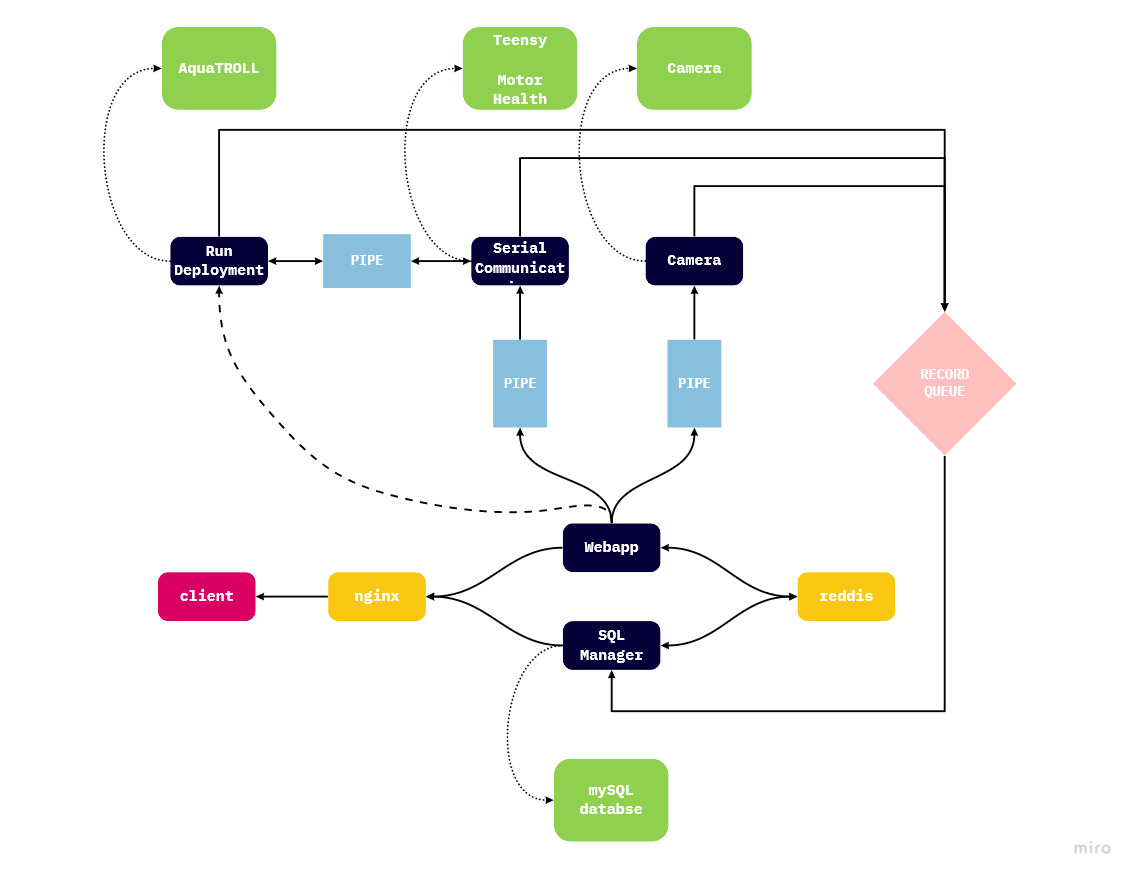 AquaTROLL
Teensy
Motor
Health
Camera
Run
Deployment
PIPE
Serial
Communicat
Camera
PIPE
PIPE
RECORD
QUEUE
Webapp
client
nginx
reddis
SQL
Manager
mySQL
databse
miro